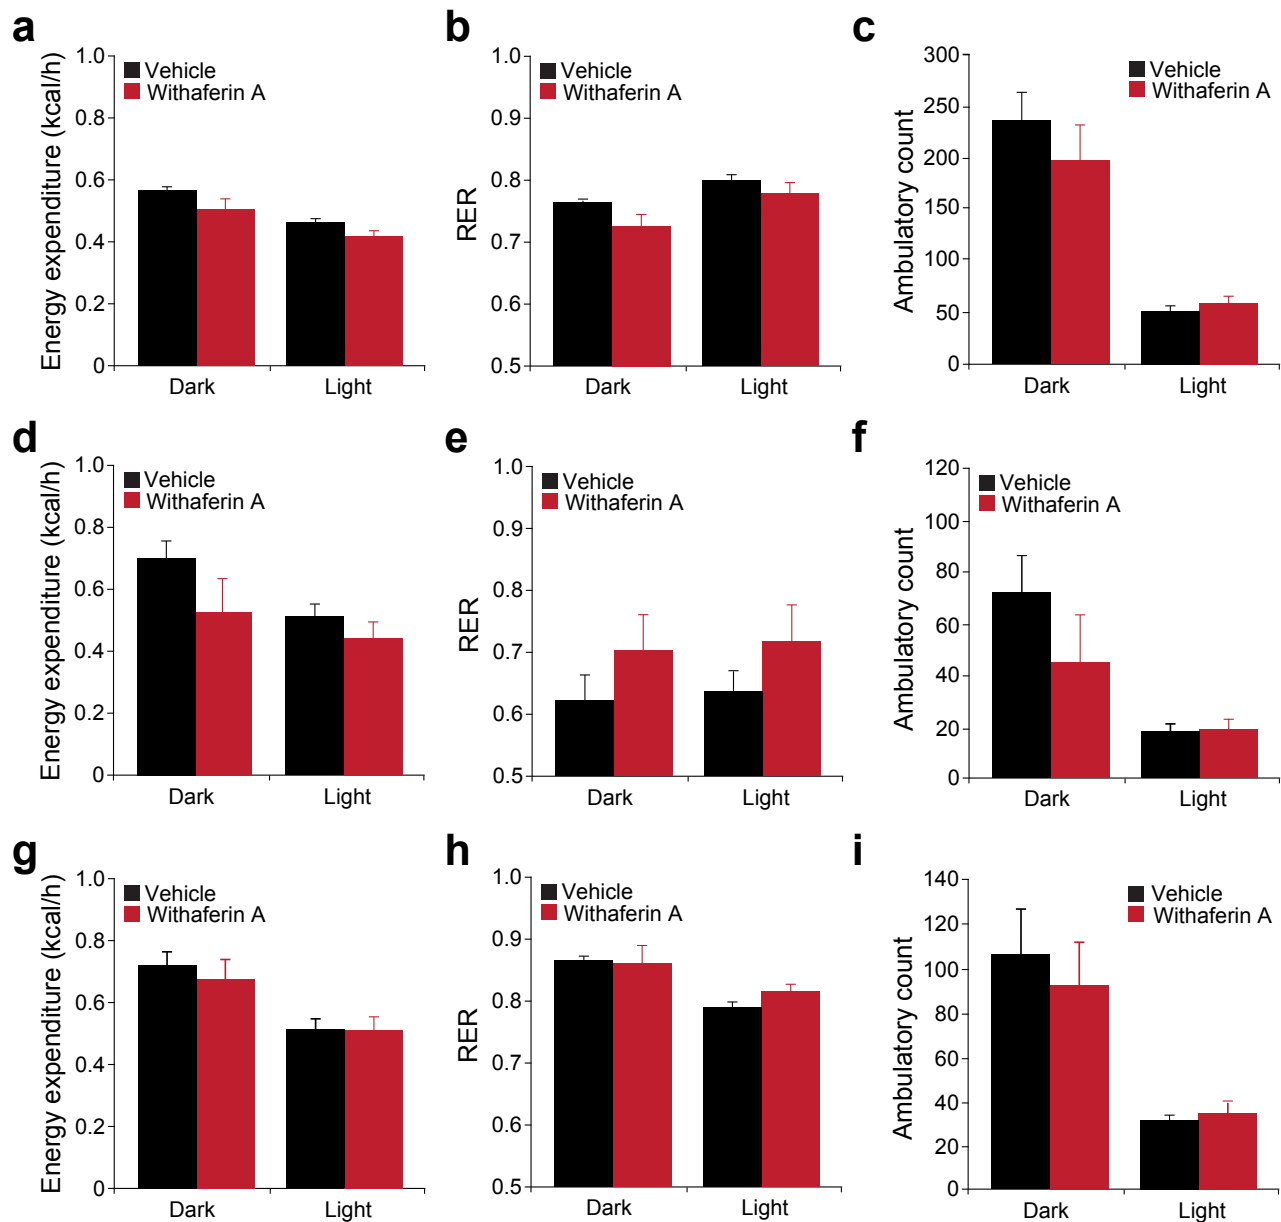 a
Energy expenditure (kcal/h)
1.0
0.8
0.6
0.4
0.2
0
Vehicle
Withaferin A
Dark
Light
b
RER
1.0
0.9
0.8
0.7
0.6
0.5
Vehicle
Withaferin A
Dark
Light
c
Ambulatory count
300
250
200
150
100
50
0
Vehicle
Withaferin A
Dark
Light
d
Energy expenditure (kcal/h)
1.0
0.8
0.6
0.4
0.2
0
Vehicle
Withaferin A
Dark
Light
e
RER
1.0
0.9
0.8
0.7
0.6
0.5
Vehicle
Withaferin A
Dark
Light
f
Ambulatory count
120
100
80
60
40
20
0
Vehicle
Withaferin A
Dark
Light
g
Energy expenditure (kcal/h)
1.0
0.8
0.6
0.4
0.2
0
Vehicle
Withaferin A
Dark
Light
h
RER
1.0
0.9
0.8
0.7
0.6
0.5
Vehicle
Withaferin A
Dark
Light
i
Ambulatory count
140
120
100
80
60
40
20
0
Vehicle
Withaferin A
Dark
Light